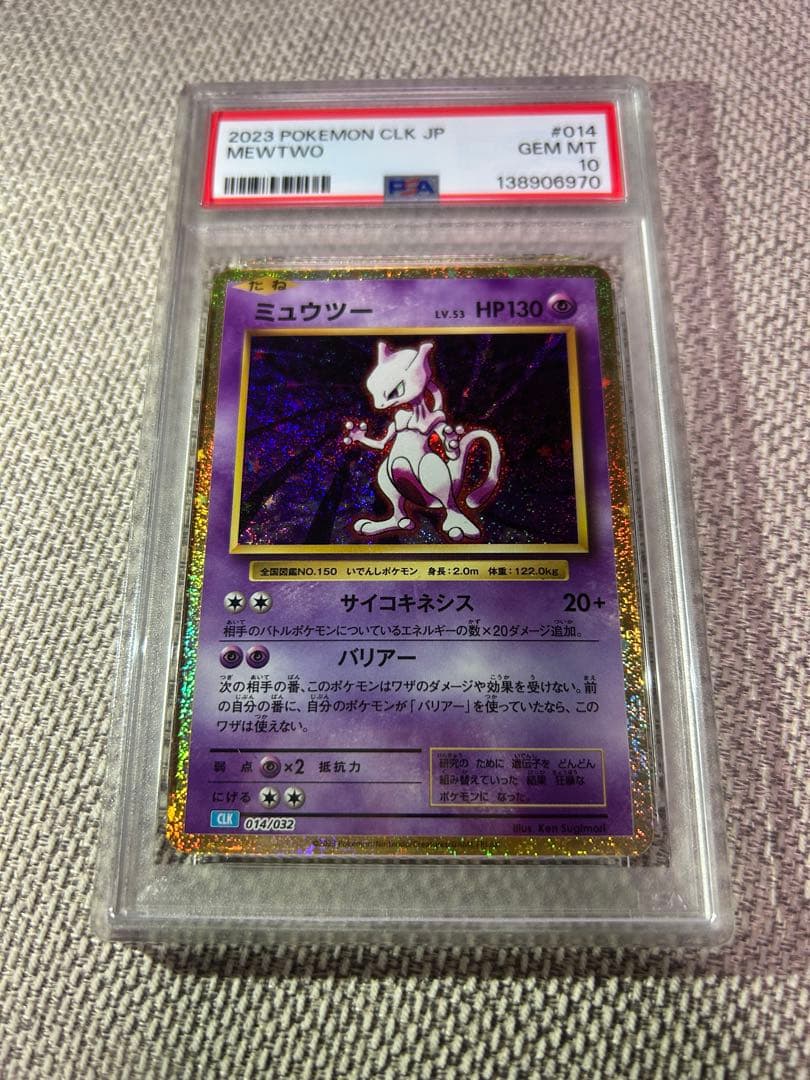 2023 POKEMON CLK JP #014
MEWTWO GEM MT
10
PSA 138906970
たね
ミュウツー LV.53 HP130
全国図鑑NO.150 いでんしポケモン 身長:2.0m 体重:122.0kg
サイコキネシス 20+
相手のバトルポケモンについているエネルギーの数×20ダメージ追加。
バリアー
次の相手の番、このポケモンはワザのダメージや効果を受けない。前
の自分の番に、自分のポケモンが「バリアー」を使っていたなら、この
ワザは使えない。
弱点 ×2 抵抗力
にげる
研究の ために 遺伝子を どんどん
組み替えていった 結果 狂暴な
ポケモンに なった。
CLK 014/032
illus. Ken Sugimori
©2023 Pokémon/Nintendo/Creatures/GAME FREAK